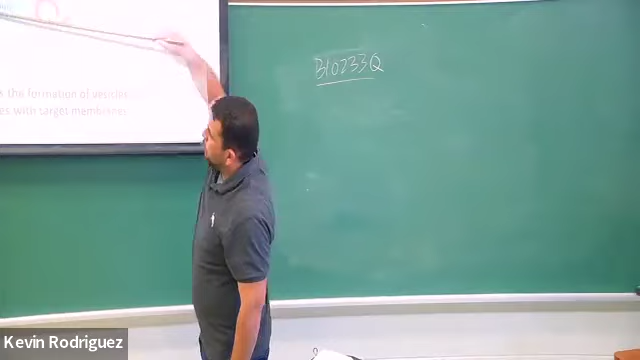 the formation of vesicles
es with target membranes
Bio233Q
Kevin Rodriguez